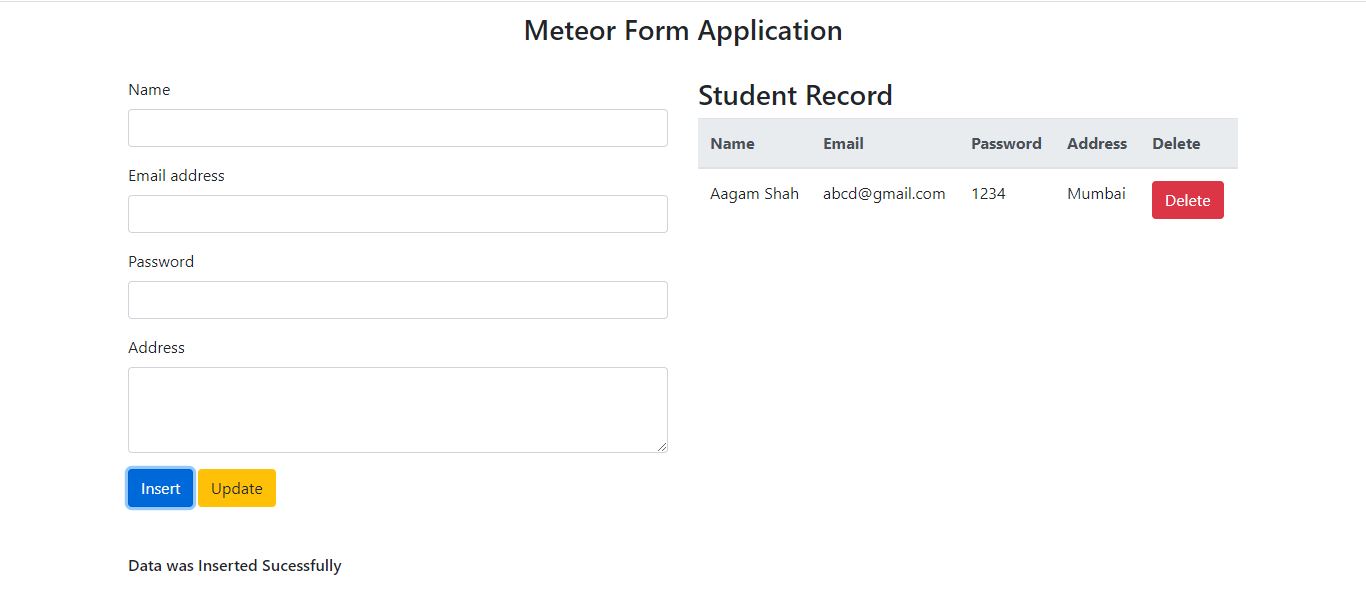 Meteor Form Application
Name
Email address
Password
Address
Insert Update
Data was Inserted Sucessfully
Student Record
Name Email Password Address Delete
Aagam Shah abcd@gmail.com 1234 Mumbai Delete